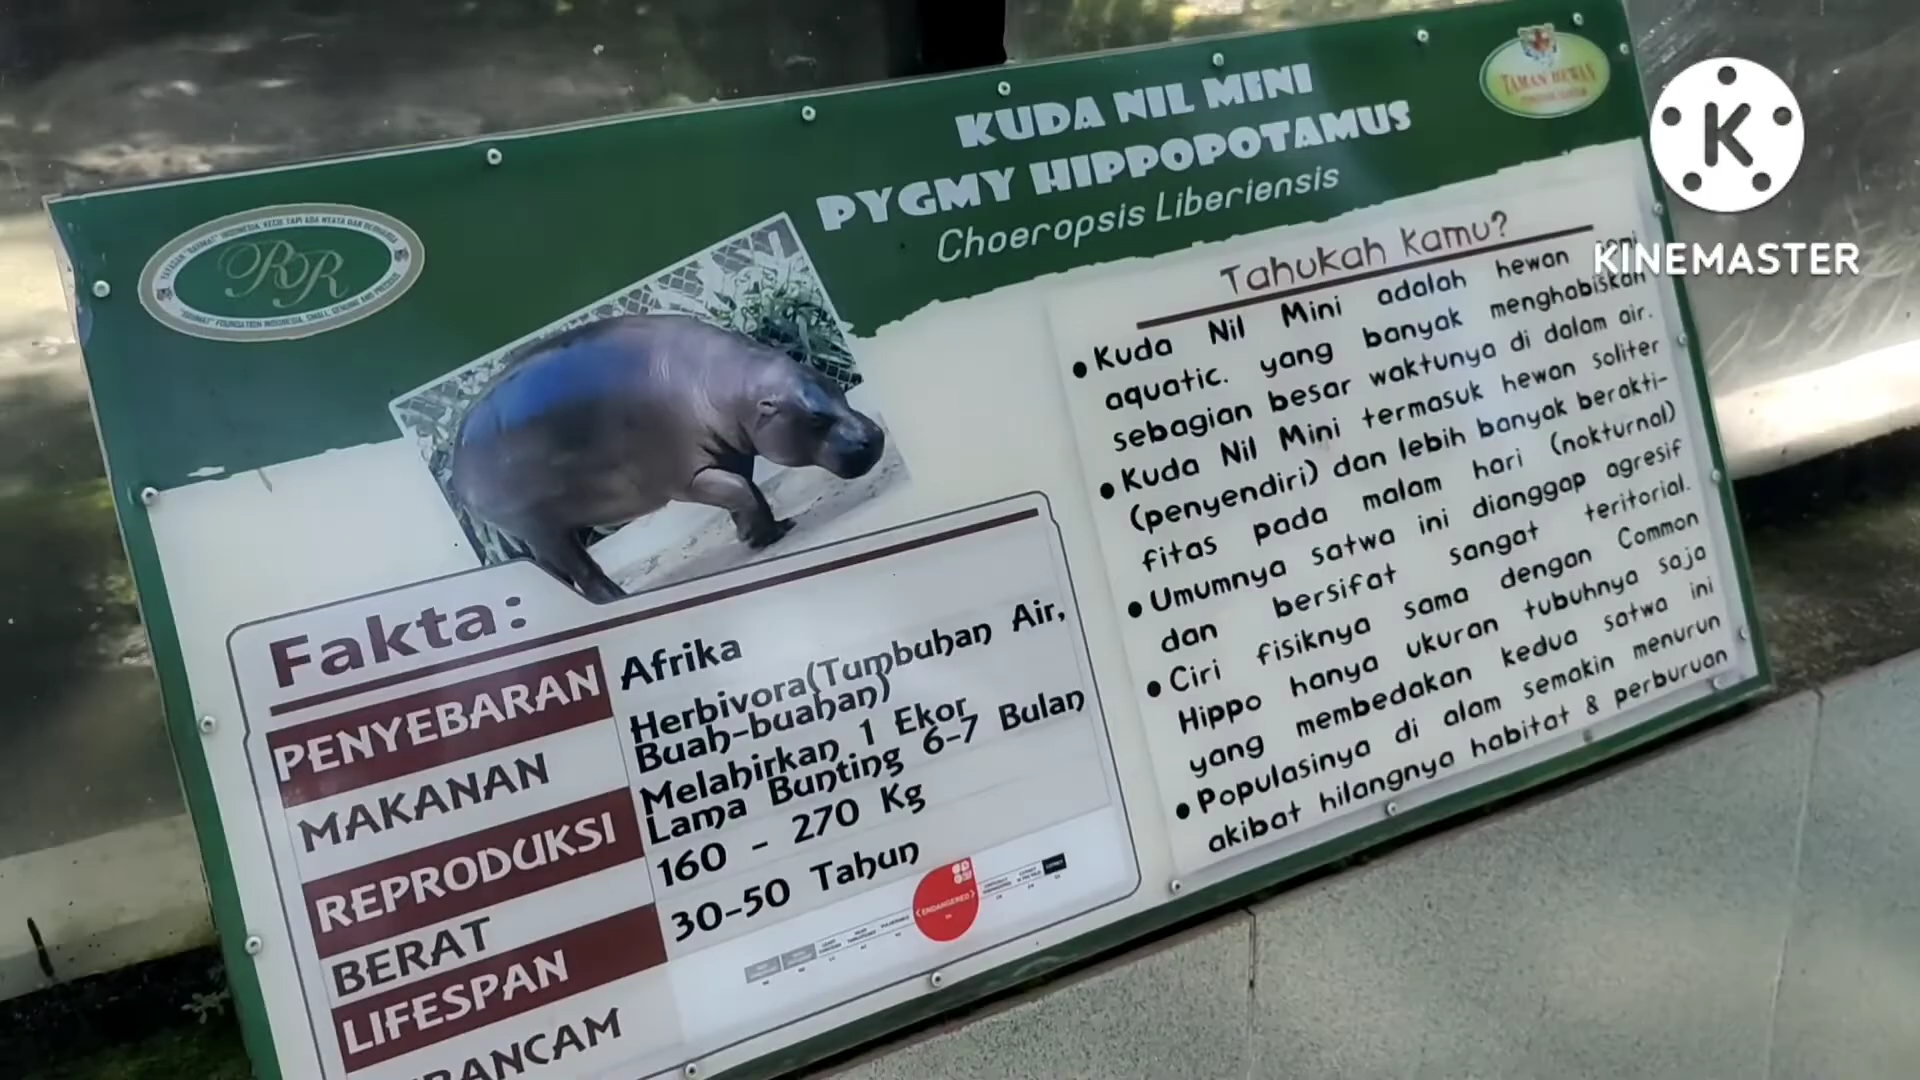 KUDA NIL MINI
PYGMY HIPPOPOTAMUS
Choeropsis Liberiensis
TAMAN HEWAN
RR
K
KINEMASTER
Tahukah Kamu?
• Kuda Nil Mini adalah hewan semi
aquatic. yang banyak menghabiskan
sebagian besar waktunya di dalam air.
• Kuda Nil Mini termasuk hewan soliter
(penyendiri) dan lebih banyak berakti-
fitas pada malam hari (nokturnal)
• Umumnya satwa ini dianggap agresif
dan bersifat sangat teritorial.
• Ciri fisiknya sama dengan Common
Hippo hanya ukuran tubuhnya saja
yang membedakan kedua satwa ini
• Populasinya di alam semakin menurun
akibat hilangnya habitat & perburuan
Fakta:
PENYEBARAN Afrika
MAKANAN Herbivora(Tumbuhan Air,
Buah-buahan)
REPRODUKSI Melahirkan 1 Ekor
Lama Bunting 6-7 Bulan
BERAT 160 - 270 Kg
LIFESPAN 30-50 Tahun
ENDANGERED